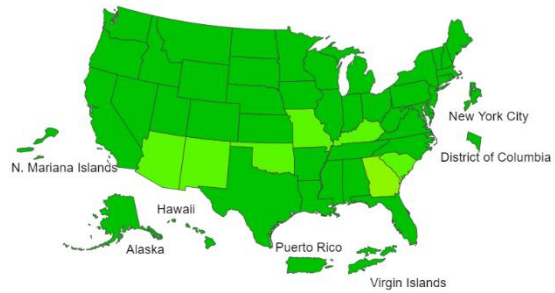 New York City
District of Columbia
N. Mariana Islands
Hawaii
Alaska
Puerto Rico
Virgin Islands